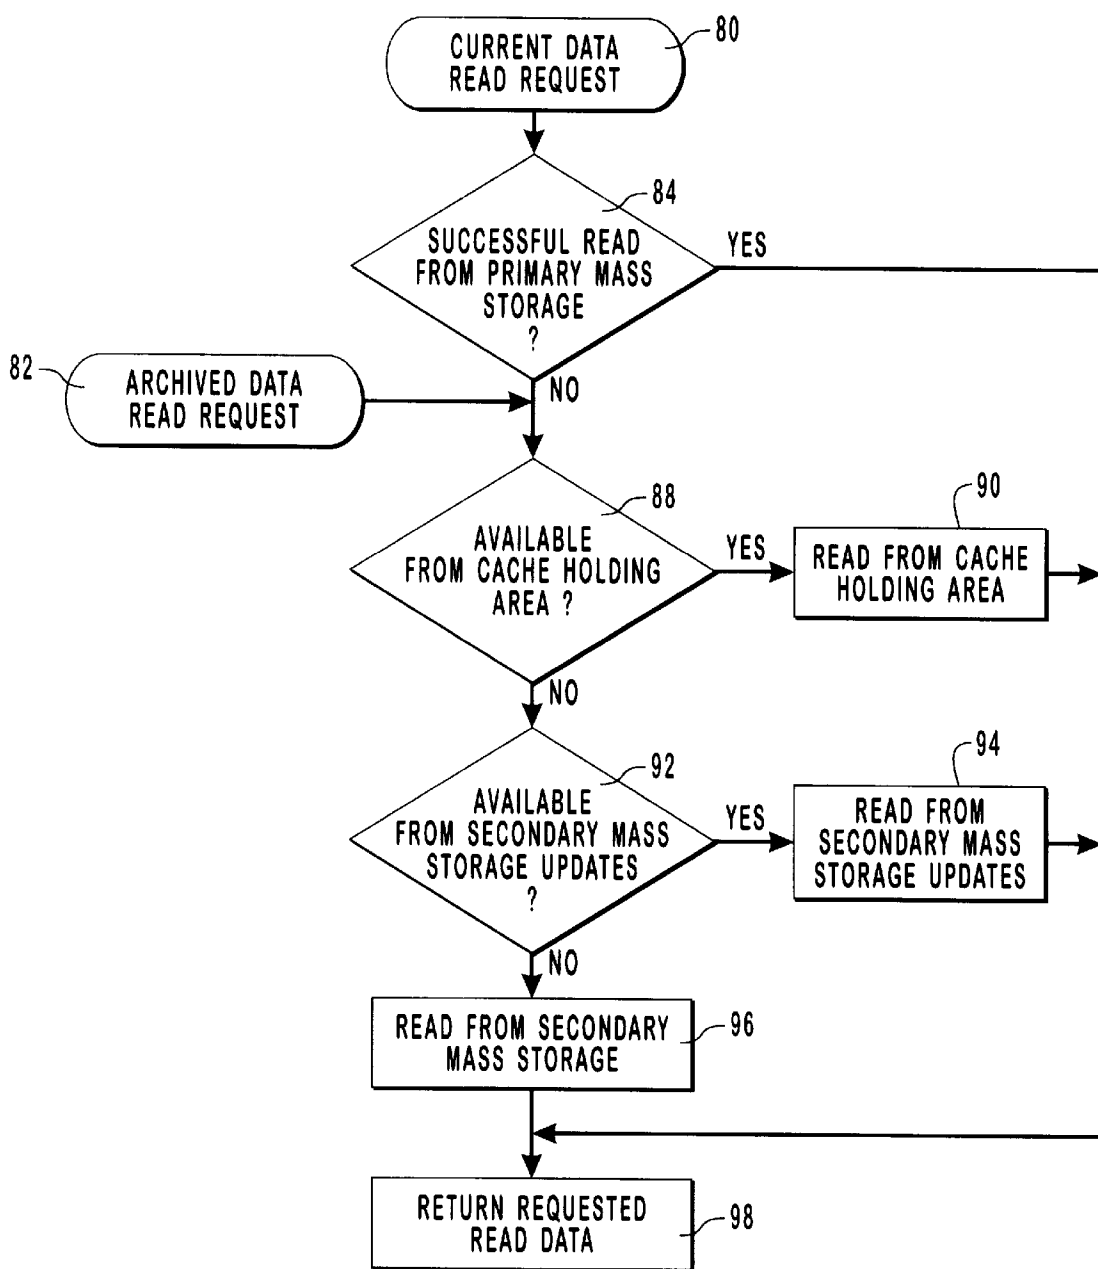 CURRENT DATA
READ REQUEST
80
84
SUCCESSFUL READ
FROM PRIMARY MASS
STORAGE
?
YES
NO
82
ARCHIVED DATA
READ REQUEST
88
AVAILABLE
FROM CACHE HOLDING
AREA ?
YES
NO
90
READ FROM CACHE
HOLDING AREA
92
AVAILABLE
FROM SECONDARY MASS
STORAGE UPDATES
?
YES
NO
94
READ FROM
SECONDARY MASS
STORAGE UPDATES
READ FROM SECONDARY
MASS STORAGE
96
RETURN REQUESTED
READ DATA
98